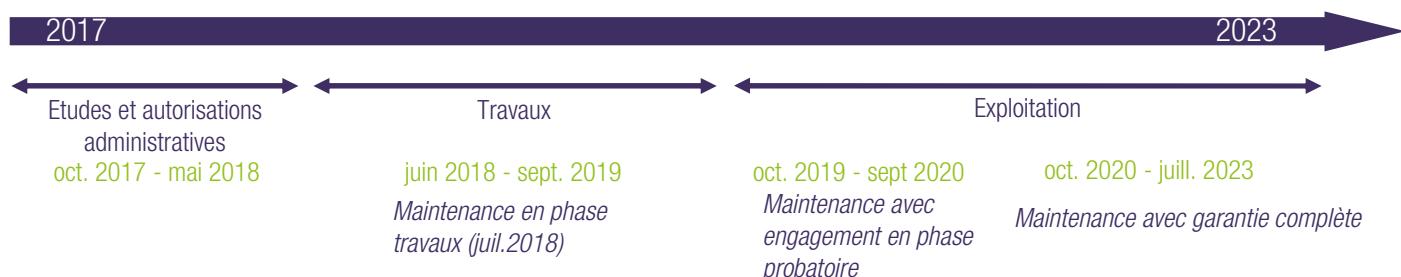 2017
2023
Etudes et autorisations
administratives
oct. 2017 - mai 2018
Travaux
juin 2018 - sept. 2019
Maintenance en phase
travaux (juil.2018)
Exploitation
oct. 2019 - sept 2020
Maintenance avec
engagement en phase
probatoire
oct. 2020 - juill. 2023
Maintenance avec garantie complète